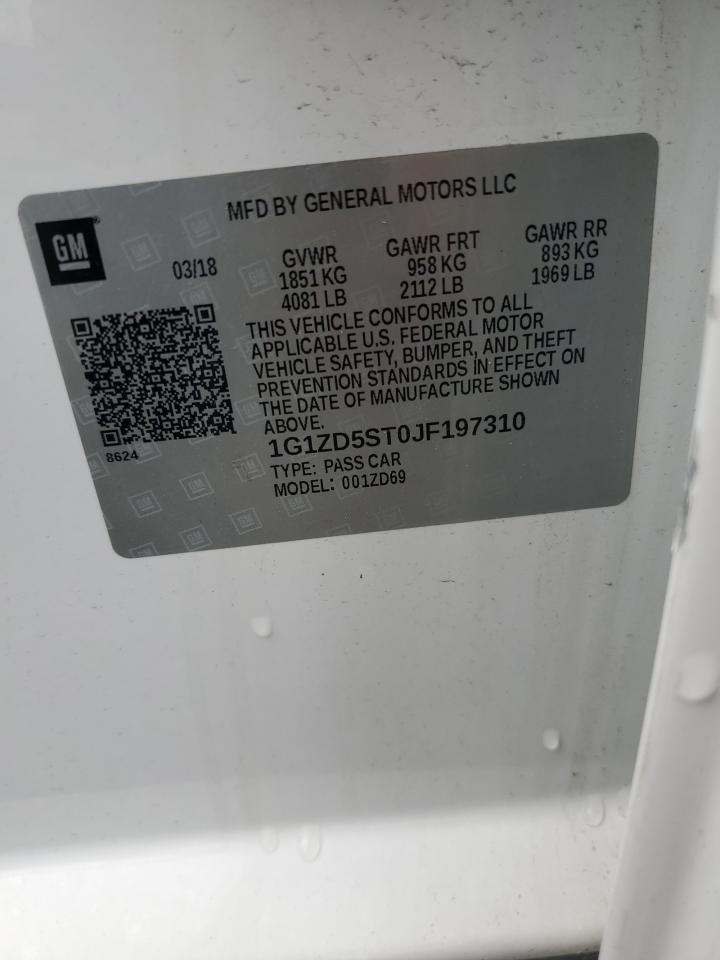 MFD BY GENERAL MOTORS LLC
GM
03/18
GVWR
1851 KG
4081 LB
GAWR FRT
958 KG
2112 LB
GAWR RR
893 KG
1969 LB
THIS VEHICLE CONFORMS TO ALL
APPLICABLE U.S. FEDERAL MOTOR
VEHICLE SAFETY, BUMPER, AND THEFT
PREVENTION STANDARDS IN EFFECT ON
THE DATE OF MANUFACTURE SHOWN
ABOVE.
8624
1G1ZD5ST0JF197310
TYPE: PASS CAR
MODEL: 001ZD69